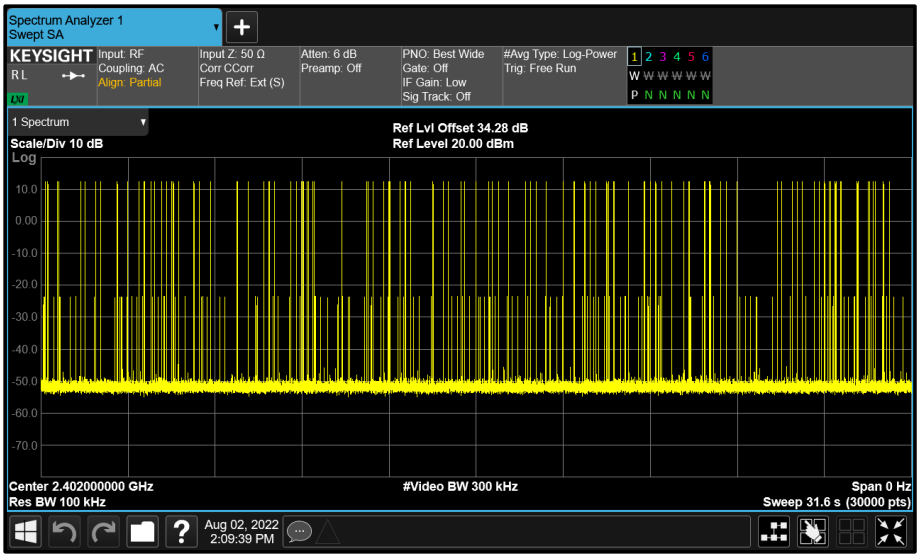 Spectrum Analyzer 1
Swept SA
+
KEYSIGHT
RL
LXI
Input: RF
Coupling: AC
Align: Partial
Input Z: 50 Ω
Corr CCorr
Freq Ref: Ext (S)
Atten: 6 dB
Preamp: Off
PNO: Best Wide
Gate: Off
IF Gain: Low
Sig Track: Off
#Avg Type: Log-Power
Trig: Free Run
1 2 3 4 5 6
W W W W W W
P N N N N N
1 Spectrum
Scale/Div 10 dB
Ref Lvl Offset 34.28 dB
Ref Level 20.00 dBm
Log
10.0
0.00
-10.0
-20.0
-30.0
-40.0
-50.0
-60.0
-70.0
Center 2.402000000 GHz
#Video BW 300 kHz
Span 0 Hz
Res BW 100 kHz
Sweep 31.6 s (30000 pts)
?
Aug 02, 2022
2:09:39 PM